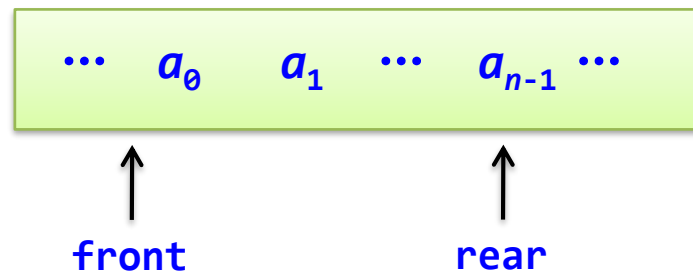 … a₀ a₁ … aₙ₋₁ …
front rear